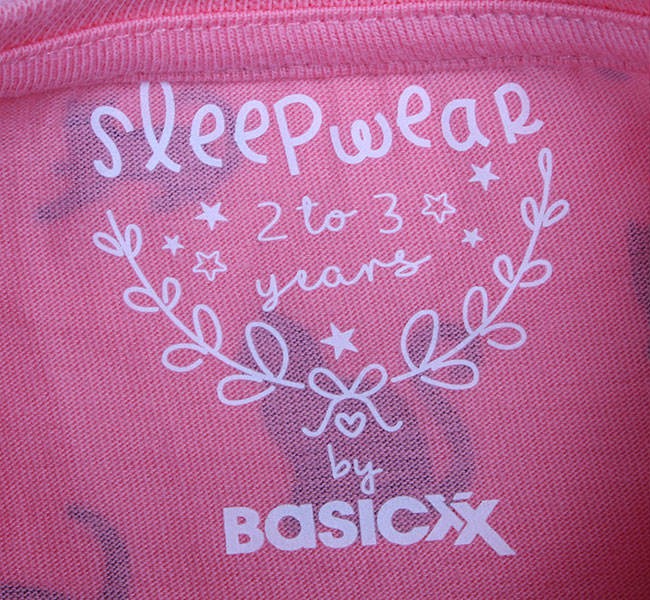 sleepwear
2 to 3
years
by
BasicXX